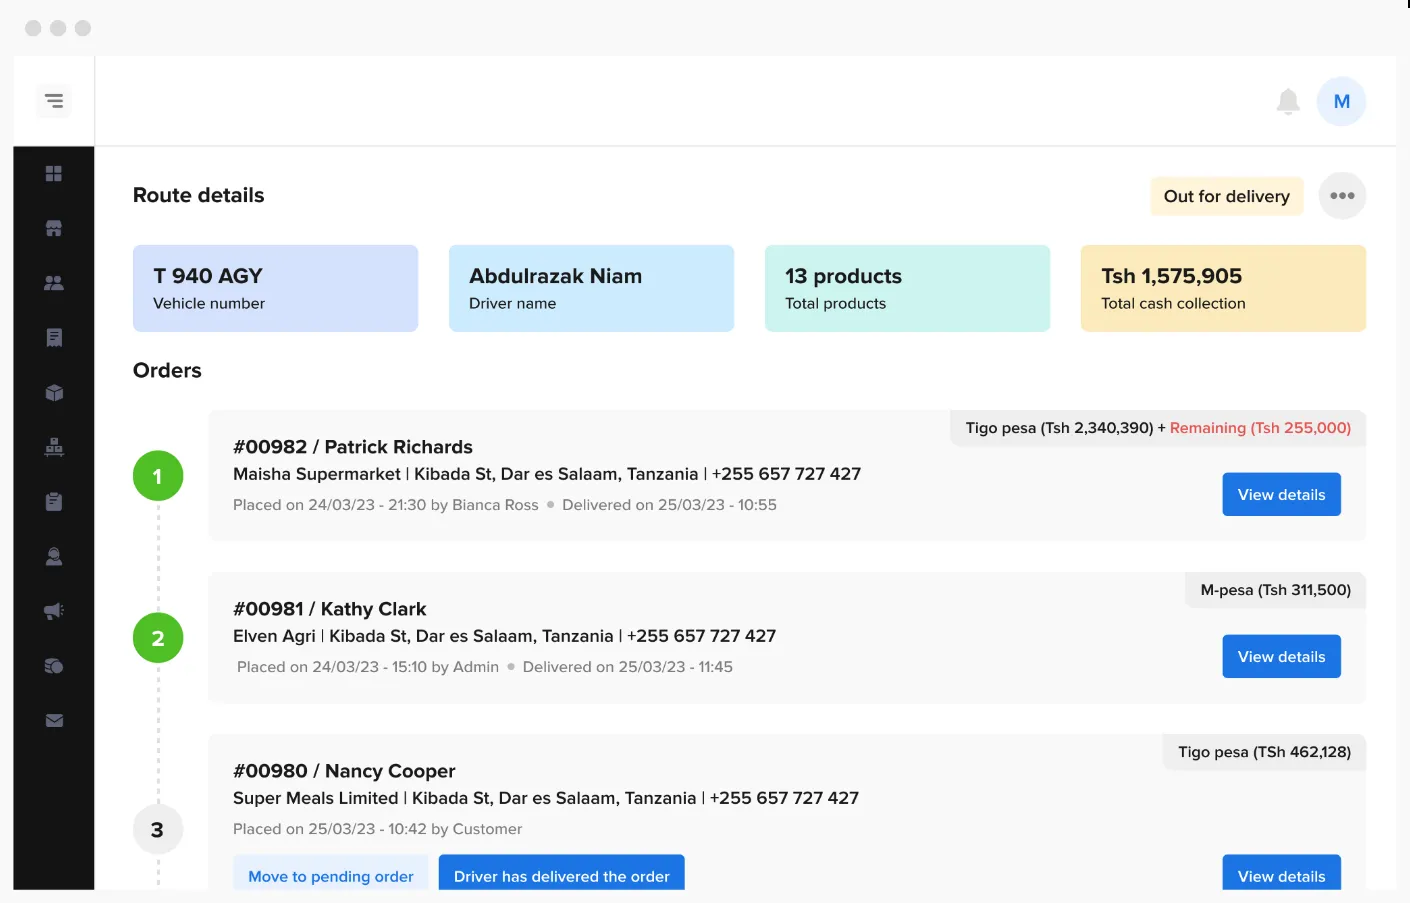 M
Route details
Out for delivery
T 940 AGY
Vehicle number
Abdulrazak Niam
Driver name
13 products
Total products
Tsh 1,575,905
Total cash collection
Orders
Tigo pesa (Tsh 2,340,390) + Remaining (Tsh 255,000)
1
#00982 / Patrick Richards
Maisha Supermarket | Kibada St, Dar es Salaam, Tanzania | +255 657 727 427
Placed on 24/03/23 - 21:30 by Bianca Ross • Delivered on 25/03/23 - 10:55
View details
M-pesa (Tsh 311,500)
2
#00981 / Kathy Clark
Elven Agri | Kibada St, Dar es Salaam, Tanzania | +255 657 727 427
Placed on 24/03/23 - 15:10 by Admin • Delivered on 25/03/23 - 11:45
View details
Tigo pesa (TSh 462,128)
3
#00980 / Nancy Cooper
Super Meals Limited | Kibada St, Dar es Salaam, Tanzania | +255 657 727 427
Placed on 25/03/23 - 10:42 by Customer
Move to pending order
Driver has delivered the order
View details